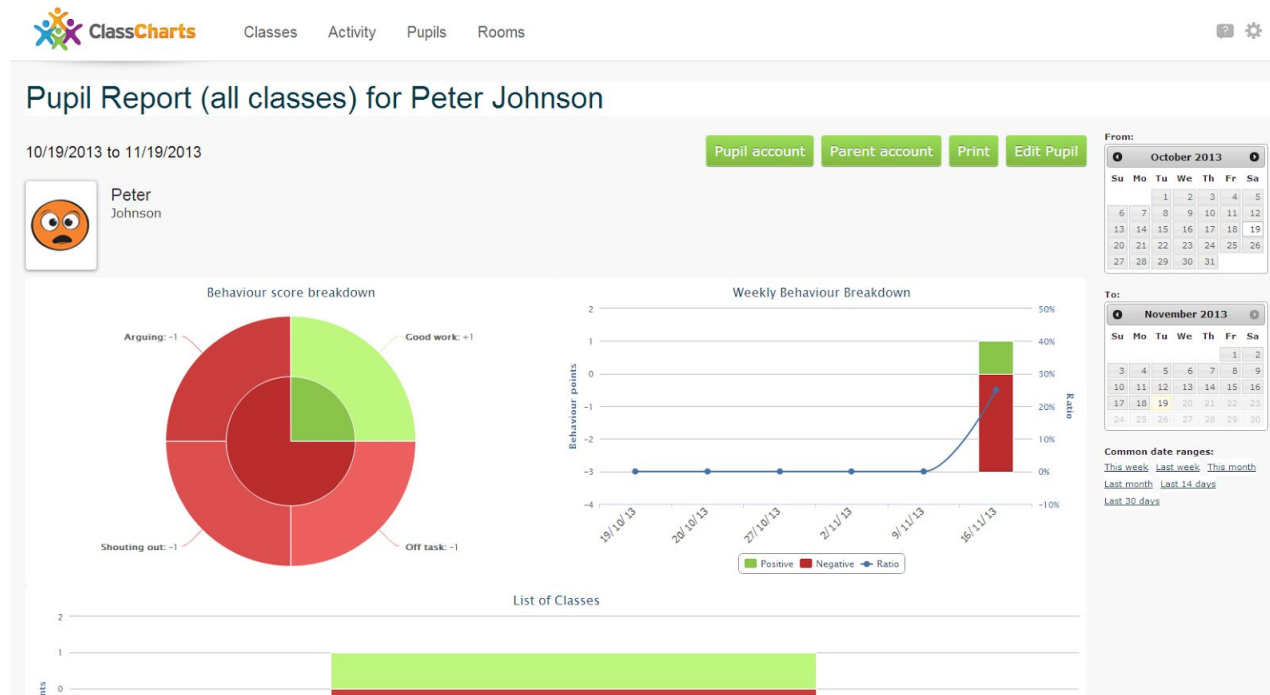 ClassCharts Classes Activity Pupils Rooms ?
Pupil Report (all classes) for Peter Johnson
10/19/2013 to 11/19/2013
Pupil account Parent account Print Edit Pupil
Peter
Johnson
Behaviour score breakdown
Arguing: -1
Good work: +1
Shouting out: -1
Off task: -1
Weekly Behaviour Breakdown
Behaviour points
2
1
0
-1
-2
-3
-4
50%
40%
30%
20%
10%
0%
-10%
Ratio
19/10/13 20/10/13 27/10/13 2/11/13 9/11/13 16/11/13
Positive Negative Ratio
List of Classes
2
1
0
From:
October 2013
Su Mo Tu We Th Fr Sa
1 2 3 4 5
6 7 8 9 10 11 12
13 14 15 16 17 18 19
20 21 22 23 24 25 26
27 28 29 30 31
To:
November 2013
Su Mo Tu We Th Fr Sa
1 2
3 4 5 6 7 8 9
10 11 12 13 14 15 16
17 18 19 20 21 22 23
24 25 26 27 28 29 30
Common date ranges:
This week Last week This month
Last month Last 14 days
Last 30 days